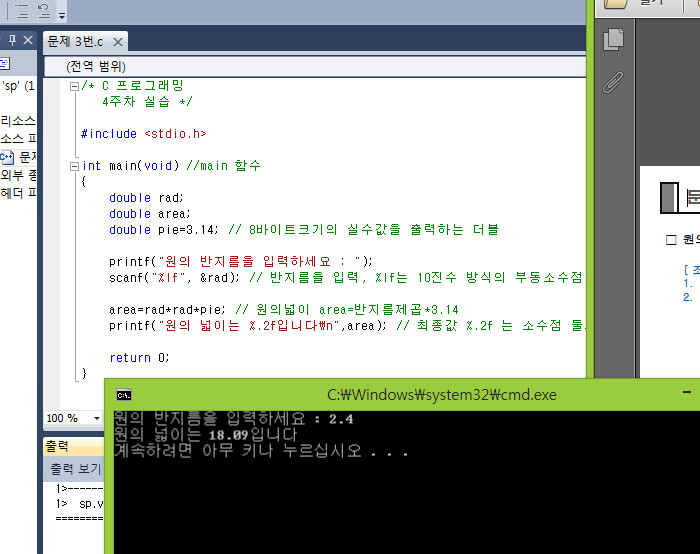 문제 3번.c
(전역 범위)
'sp' (1
리소스
소스 파
문제
외부 종
헤더 파
/* C 프로그래밍
4주차 실습 */
#include <stdio.h>
int main(void) //main 함수
{
double rad;
double area;
double pie=3.14; // 8바이트크기의 실수값을 출력하는 더블
printf("원의 반지름을 입력하세요 : ");
scanf("%lf", &rad); // 반지름을 입력, %lf는 10진수 방식의 부동소수점
area=rad*rad*pie; // 원의넓이 area=반지름제곱*3.14
printf("원의 넓이는 %.2f입니다₩n",area); // 최종값 %.2f 는 소수점 둘
return 0;
}
100 %
출력
출력 보기
1>------
1> sp.v
========
C:₩Windows₩system32₩cmd.exe
원의 반지름을 입력하세요 : 2.4
원의 넓이는 18.09입니다
계속하려면 아무 키나 누르십시오 . . .
□ 원의
[ 조
1.
2.